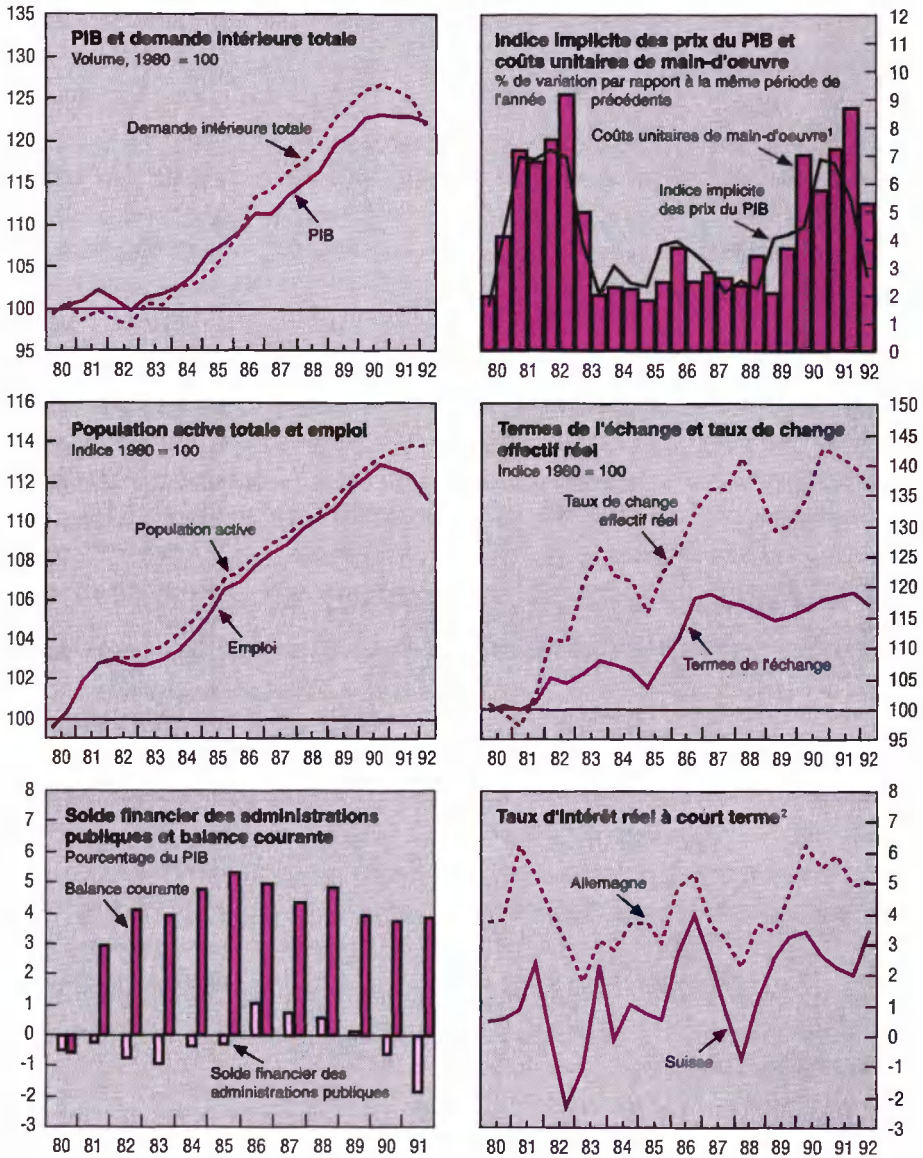 PIB et demande intérieure totale
Volume, 1980 = 100
135
130
125
120
115
110
105
100
95
Demande intérieure totale
PIB
80 81 82 83 84 85 86 87 88 89 90 91 92
Indice implicite des prix du PIB et
coûts unitaires de main-d'oeuvre
% de variation par rapport à la même période de
l'année précédente
12
11
10
9
8
7
6
5
4
3
2
1
0
Coûts unitaires de main-d'oeuvre¹
Indice implicite
des prix du PIB
80 81 82 83 84 85 86 87 88 89 90 91 92
Population active totale et emploi
Indice 1980 = 100
116
114
112
110
108
106
104
102
100
Population active
Emploi
80 81 82 83 84 85 86 87 88 89 90 91 92
Termes de l'échange et taux de change
effectif réel
Indice 1980 = 100
150
145
140
135
130
125
120
115
110
105
100
95
Taux de change
effectif réel
Termes de l'échange
80 81 82 83 84 85 86 87 88 89 90 91 92
Solde financier des administrations
publiques et balance courante
Pourcentage du PIB
8
7
6
5
4
3
2
1
0
-1
-2
-3
Balance courante
Solde financier des
administrations publiques
80 81 82 83 84 85 86 87 88 89 90 91
Taux d'intérêt réel à court terme²
8
7
6
5
4
3
2
1
0
-1
-2
-3
Allemagne
Suisse
80 81 82 83 84 85 86 87 88 89 90 91 92